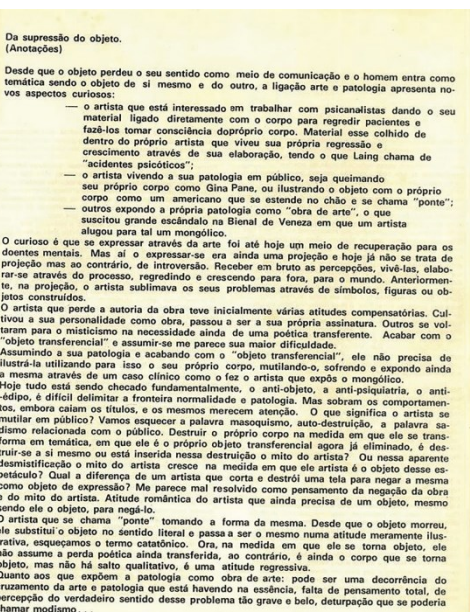 Da supressão do objeto.
(Anotações)
Desde que o objeto perdeu o seu sentido como meio de comunicação e o homem entra como
temática sendo o objeto de si mesmo e do outro, a ligação arte e patologia apresenta no-
vos aspectos curiosos:
— o artista que está interessado em trabalhar com psicanalistas dando o seu
material ligado diretamente com o corpo para regredir pacientes e
fazê-los tomar consciência dopróprio corpo. Material esse colhido de
dentro do próprio artista que viveu sua própria regressão e
crescimento através de sua elaboração, tendo o que Laing chama de
"acidentes psicóticos";
— o artista vivendo a sua patologia em público, seja queimando
seu próprio corpo como Gina Pane, ou ilustrando o objeto com o próprio
corpo como um americano que se estende no chão e se chama "ponte";
— outros expondo a própria patologia como "obra de arte", o que
suscitou grande escândalo na Bienal de Veneza em que um artista
alugou para tal um mongólico.
O curioso é que se expressar através da arte foi até hoje um meio de recuperação para os
doentes mentais. Mas aí o expressar-se era ainda uma projeção e hoje já não se trata de
projeção mas ao contrário, de introversão. Receber em bruto as percepções, vivê-las, elabo-
rar-se através do processo, regredindo e crescendo para fora, para o mundo. Anteriormen-
te, na projeção, o artista sublimava os seus problemas através de símbolos, figuras ou ob-
jetos construídos.
O artista que perde a autoria da obra teve inicialmente várias atitudes compensatórias. Cul-
tivou a sua personalidade como obra, passou a ser a sua própria assinatura. Outros se vol-
taram para o misticismo na necessidade ainda de uma poética transferente. Acabar com o
"objeto transferencial" e assumir-se me parece sua maior dificuldade.
Assumindo a sua patologia e acabando com o "objeto transferencial", ele não precisa de
ilustrá-la utilizando para isso o seu próprio corpo, mutilando-o, sofrendo e expondo ainda
a mesma através de um caso clínico como o fez o artista que expôs o mongólico.
Hoje tudo está sendo checado fundamentalmente, o anti-objeto, a anti-psiquiatria, o anti-
-édipo, é difícil delimitar a fronteira normalidade e patologia. Mas sobram os comportamen-
tos, embora caiam os títulos, e os mesmos merecem atenção. O que significa o artista se
mutilar em público? Vamos esquecer a palavra masoquismo, auto-destruição, a palavra sa-
dismo relacionada com o público. Destruir o próprio corpo na medida em que ele se trans-
forma em temática, em que ele é o próprio objeto transferencial agora já eliminado, é des-
truir-se a si mesmo ou está inserida nessa destruição o mito do artista? Ou nessa aparente
desmistificação o mito do artista cresce na medida em que ele artista é o objeto desse es-
petáculo? Qual a diferença de um artista que corta e destrói uma tela para negar a mesma
como objeto de expressão? Me parece mal resolvido como pensamento da negação da obra
e do mito do artista. Atitude romântica do artista que ainda precisa de um objeto, mesmo
sendo ele o objeto, para negá-lo.
O artista que se chama "ponte" tomando a forma da mesma. Desde que o objeto morreu,
ele substitui o objeto no sentido literal e passa a ser o mesmo numa atitude meramente ilus-
trativa, esqueçamos o termo catatônico. Ora, na medida em que ele se torna objeto, ele
não assume a perda poética ainda transferida, ao contrário, é ainda o corpo que se torna
objeto, mas não há salto qualitativo, é uma atitude regressiva.
Quanto aos que expõem a patologia como obra de arte: pode ser uma decorrência do
cruzamento da arte e patologia que está havendo na essência, falta de pensamento total, de
percepção do verdadeiro sentido desse problema tão grave e belo, deturpação que se poderia
chamar modismo.